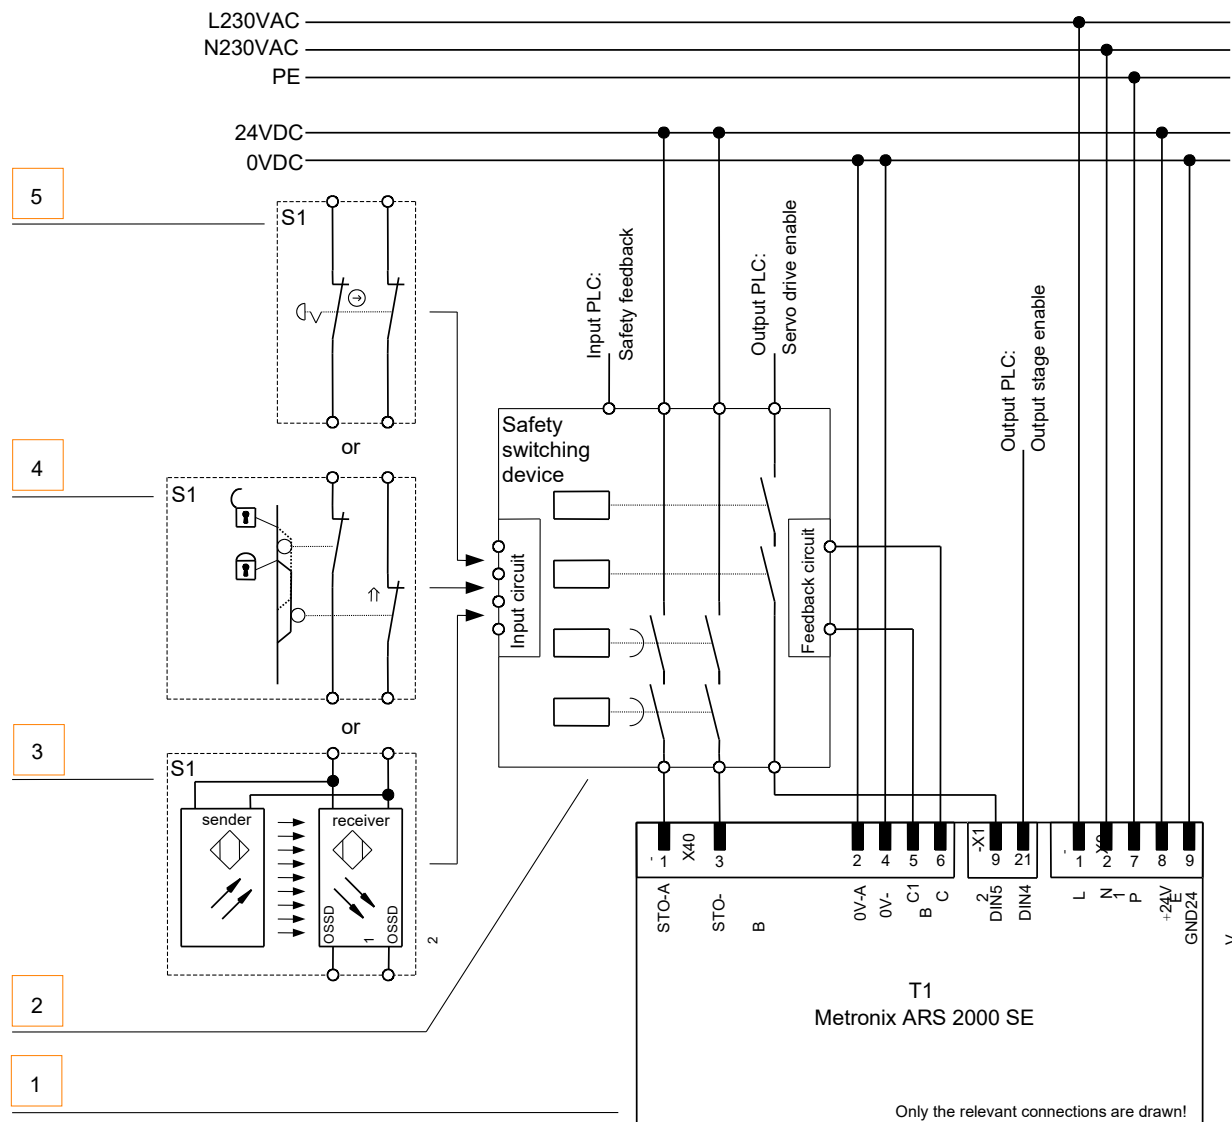 L230VAC
N230VAC
PE
24VDC
0VDC
5
S1
or
4
S1
or
3
S1
sender
receiver
OSSD
1
OSSD
2
2
1
Input PLC:
Safety feedback
Output PLC:
Servo drive enable
Output PLC:
Output stage enable
Safety
switching
device
Input circuit
Feedback circuit
-
1
X40
3
2
4
5
6
-X1
9
21
-
1
2
7
8
9
STO-A
STO-
B
0V-A
0V-
C1
B
C
2
DIN5
DIN4
L
N
1
P
+24V
E
GND24
V
T1
Metronix ARS 2000 SE
Only the relevant connections are drawn!